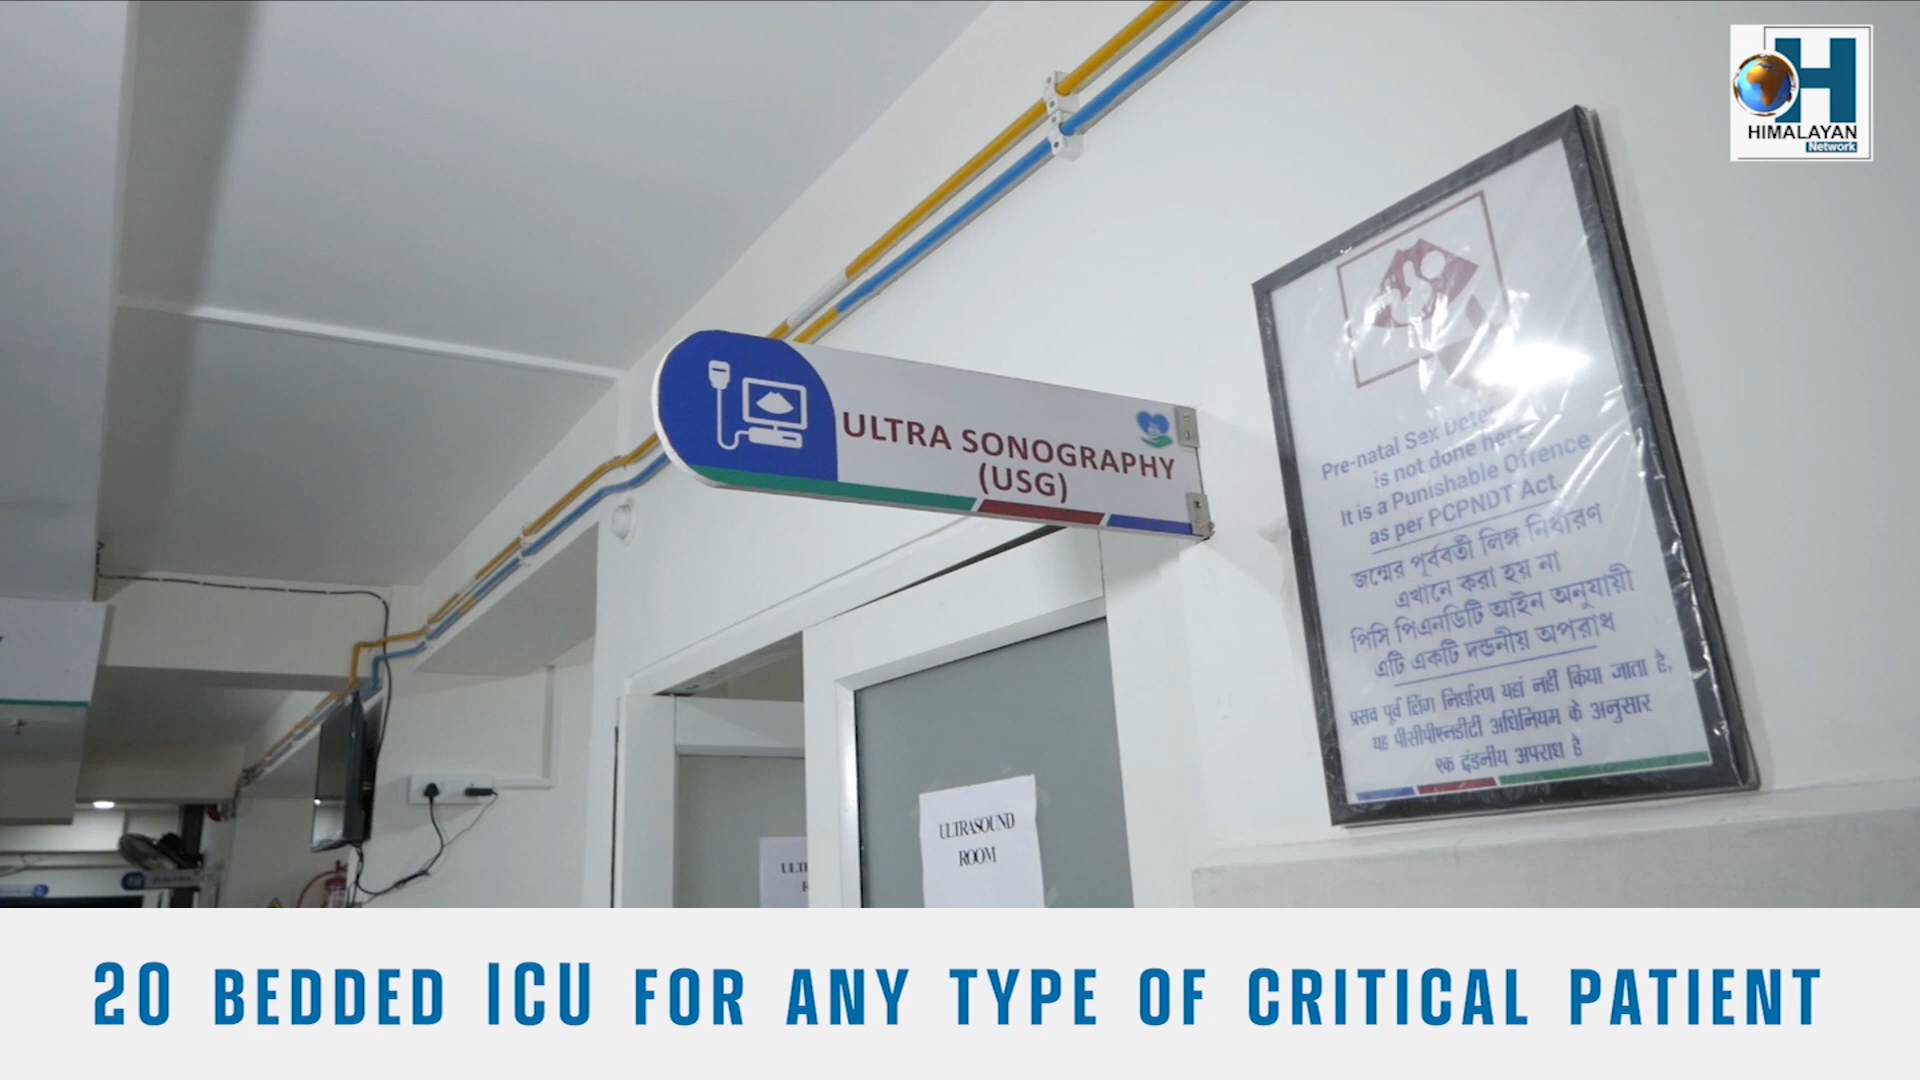 HIMALAYAN
Network
ULTRA SONOGRAPHY
(USG)
Pre-natal Sex
is not done here
It is a Punishable Ofrence
as per PCPNDT Act.
জন্মের পূর্ববর্তী লিঙ্গ নির্ধারণ
এখানে করা হয় না
পিসি পিএনডিটি আইন অনুযায়ী
এটি একটি দন্ডনীয় অপরাধ
प्रसव पूर्व लिंग निर्धारण यहां नहीं किया जाता है,
यह पीसीपीएनडीटी अधिनियम के अनुसार
एक दंडनीय अपराध है
ULTRASOUND
ROOM
20 BEDDED ICU FOR ANY TYPE OF CRITICAL PATIENT